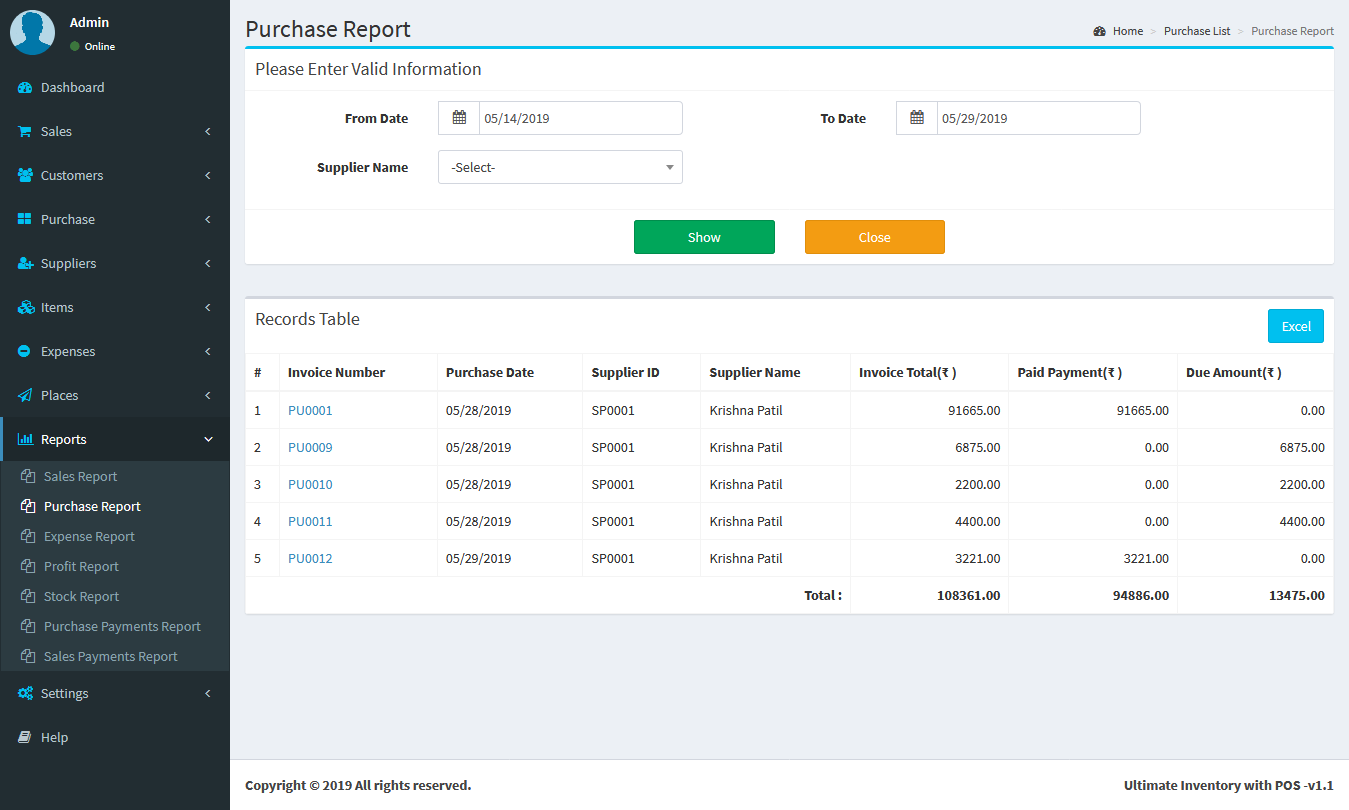 Admin
Online
Dashboard
Sales
Customers
Purchase
Suppliers
Items
Expenses
Places
Reports
Sales Report
Purchase Report
Expense Report
Profit Report
Stock Report
Purchase Payments Report
Sales Payments Report
Settings
Help
Purchase Report
Home > Purchase List > Purchase Report
Please Enter Valid Information
From Date 05/14/2019 To Date 05/29/2019
Supplier Name -Select-
Show Close
Records Table
Excel
# Invoice Number Purchase Date Supplier ID Supplier Name Invoice Total(₹ ) Paid Payment(₹ ) Due Amount(₹ )
1 PU0001 05/28/2019 SP0001 Krishna Patil 91665.00 91665.00 0.00
2 PU0009 05/28/2019 SP0001 Krishna Patil 6875.00 0.00 6875.00
3 PU0010 05/28/2019 SP0001 Krishna Patil 2200.00 0.00 2200.00
4 PU0011 05/28/2019 SP0001 Krishna Patil 4400.00 0.00 4400.00
5 PU0012 05/29/2019 SP0001 Krishna Patil 3221.00 3221.00 0.00
Total : 108361.00 94886.00 13475.00
Copyright © 2019 All rights reserved. Ultimate Inventory with POS -v1.1